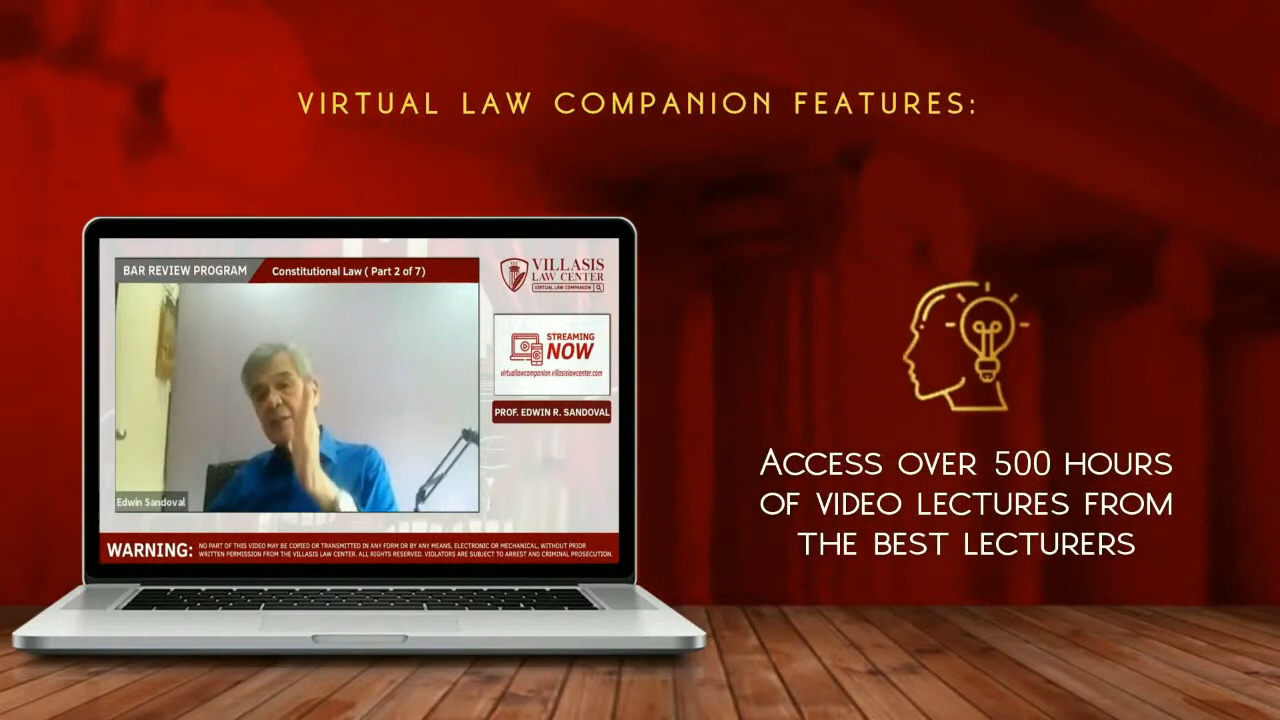 VIRTUAL LAW COMPANION FEATURES:
BAR REVIEW PROGRAM
Constitutional Law ( Part 2 of 7)
VILLASIS
LAW CENTER
VIRTUAL LAW COMPANION
STREAMING
NOW
virtuallawcompanion.villasislawcenter.com
PROF. EDWIN R. SANDOVAL
Edwin Sandoval
WARNING:
NO PART OF THIS VIDEO MAY BE COPIED OR TRANSMITTED IN ANY FORM OR BY ANY MEANS, ELECTRONIC OR MECHANICAL, WITHOUT PRIOR
WRITTEN PERMISSION FROM THE VILLASIS LAW CENTER. ALL RIGHTS RESERVED. VIOLATORS ARE SUBJECT TO ARREST AND CRIMINAL PROSECUTION.
ACCESS OVER 500 HOURS
OF VIDEO LECTURES FROM
THE BEST LECTURERS